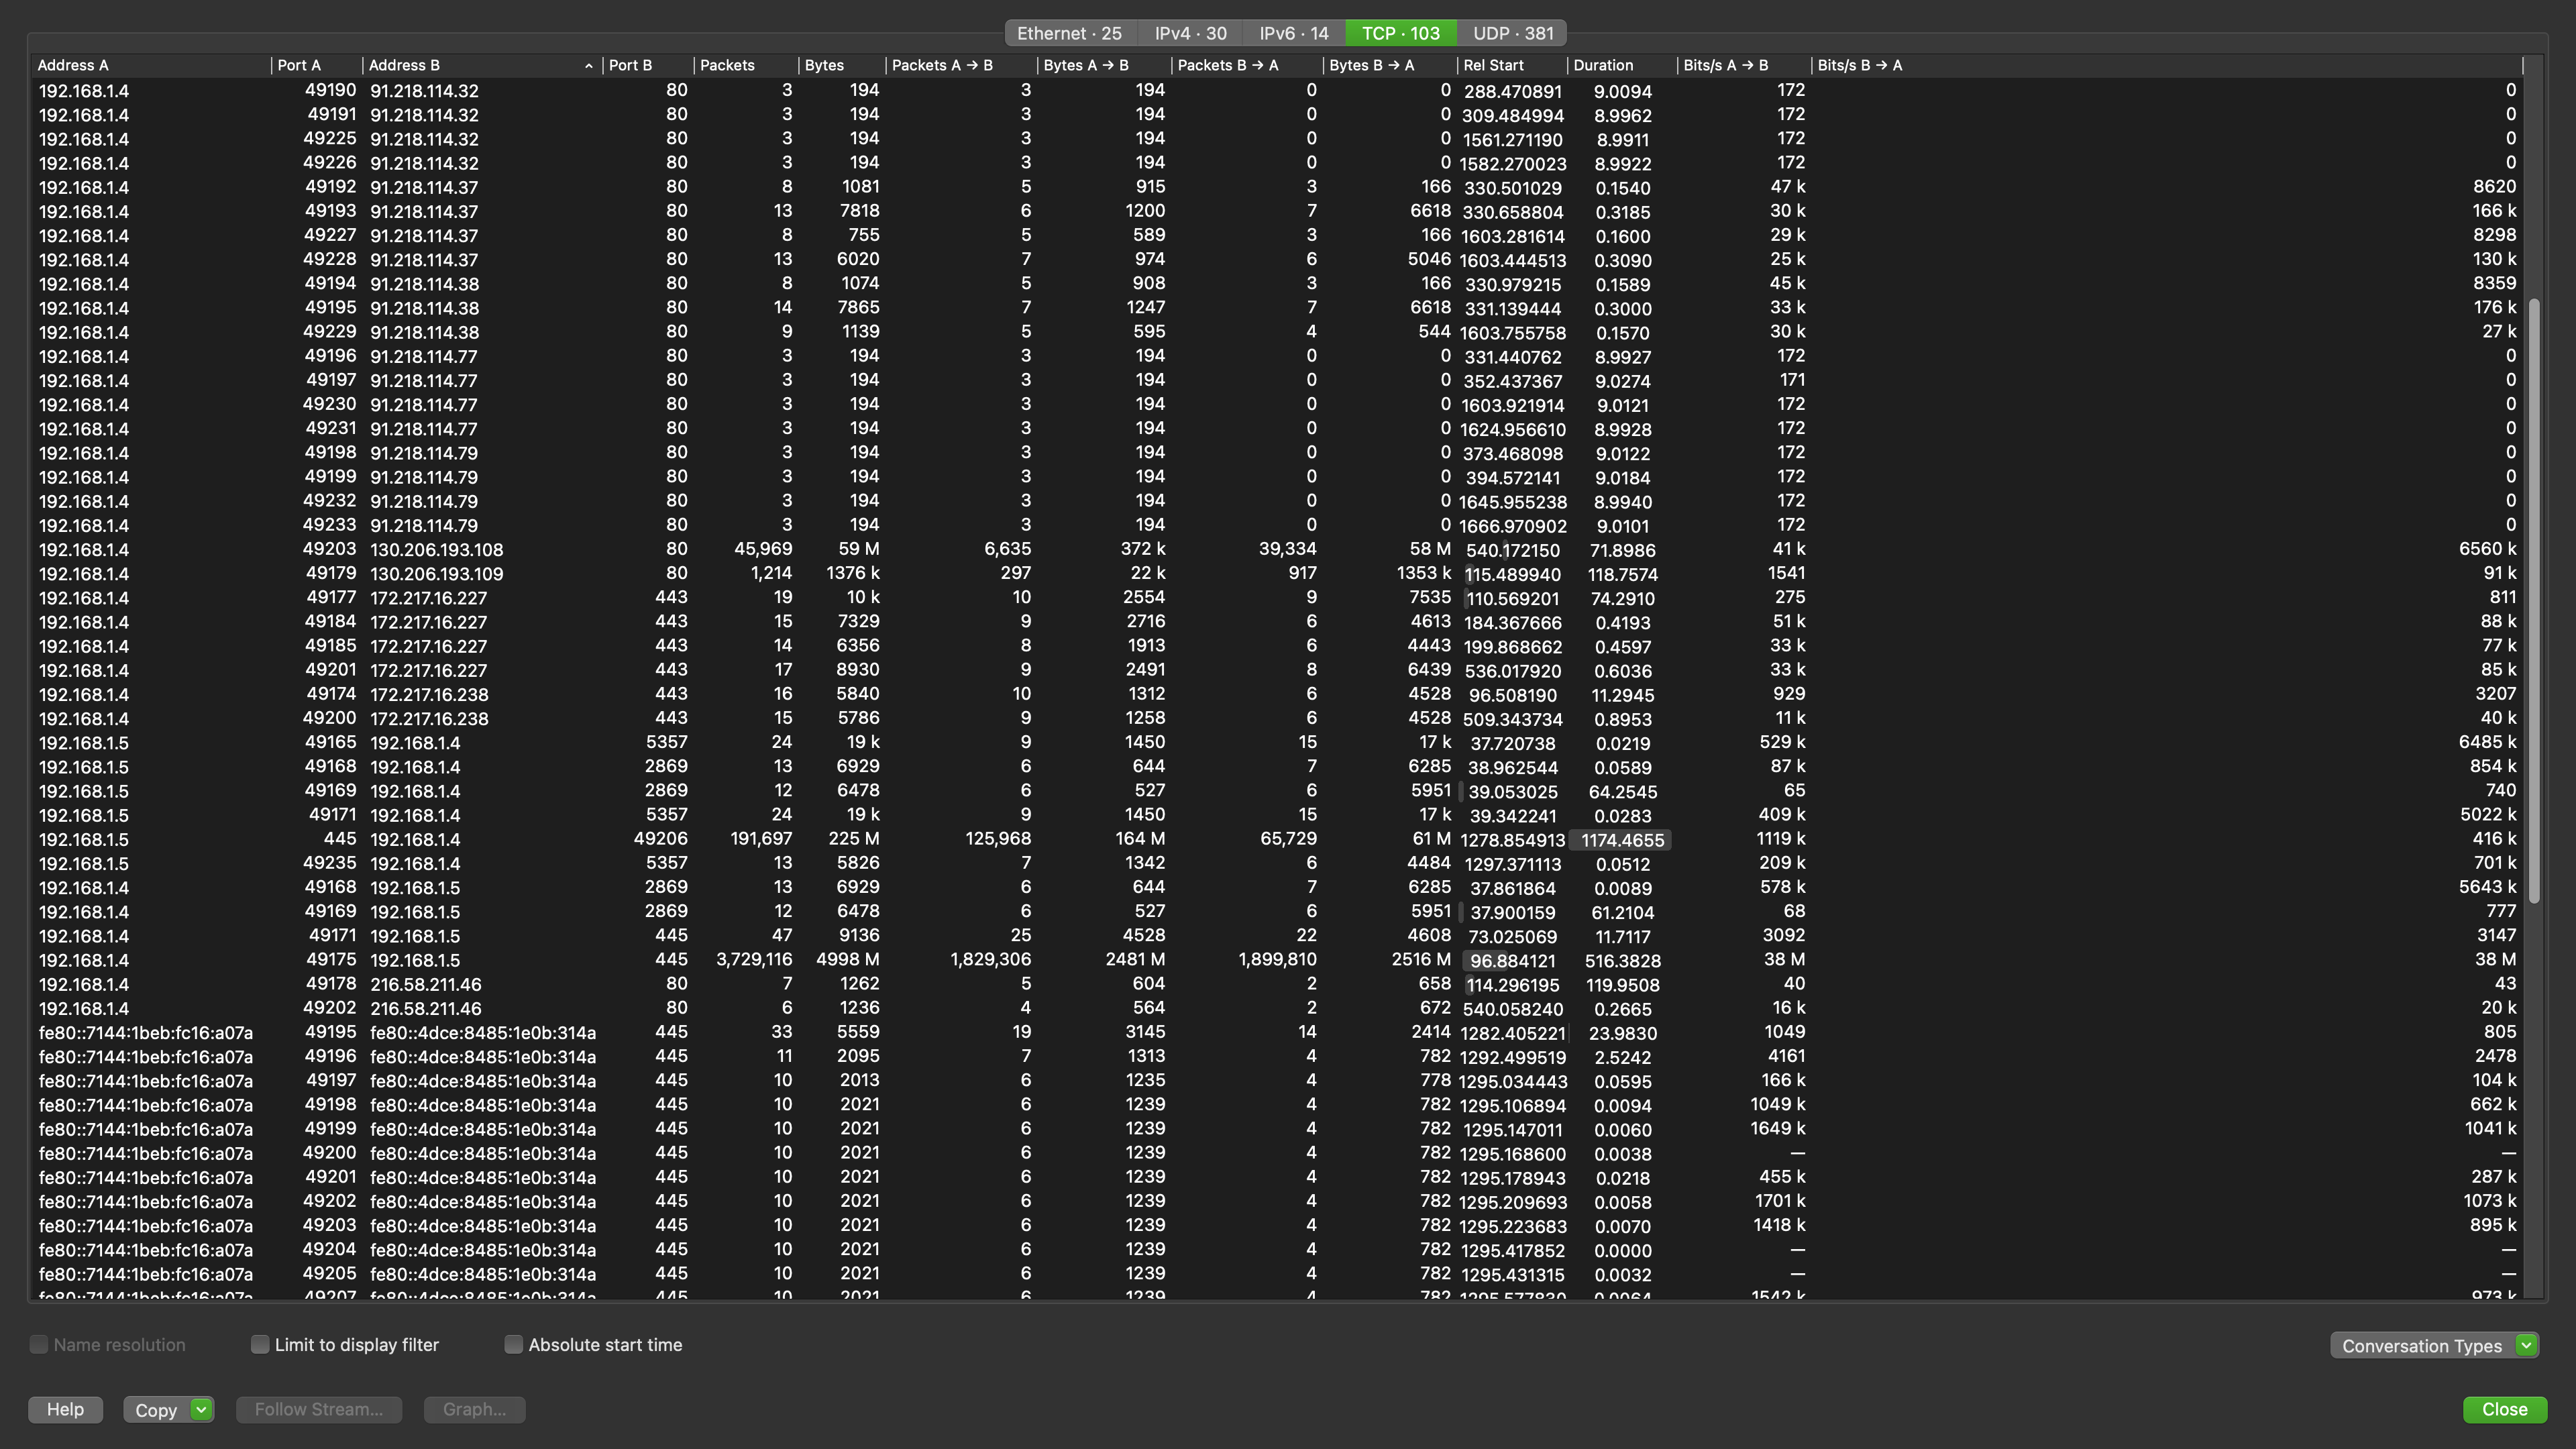 Ethernet · 25 IPv4 · 30 IPv6 · 14 TCP · 103 UDP · 381
Address A Port A Address B Port B Packets Bytes Packets A → B Bytes A → B Packets B → A Bytes B → A Rel Start Duration Bits/s A → B Bits/s B → A
192.168.1.4 49190 91.218.114.32 80 3 194 3 194 0 0 288.470891 9.0094 172 0
192.168.1.4 49191 91.218.114.32 80 3 194 3 194 0 0 309.484994 8.9962 172 0
192.168.1.4 49225 91.218.114.32 80 3 194 3 194 0 0 1561.271190 8.9911 172 0
192.168.1.4 49226 91.218.114.32 80 3 194 3 194 0 0 1582.270023 8.9922 172 0
192.168.1.4 49192 91.218.114.37 80 8 1081 5 915 3 166 330.501029 0.1540 47 k 8620
192.168.1.4 49193 91.218.114.37 80 13 7818 6 1200 7 6618 330.658804 0.3185 30 k 166 k
192.168.1.4 49227 91.218.114.37 80 8 755 5 589 3 166 1603.281614 0.1600 29 k 8298
192.168.1.4 49228 91.218.114.37 80 13 6020 7 974 6 5046 1603.444513 0.3090 25 k 130 k
192.168.1.4 49194 91.218.114.38 80 8 1074 5 908 3 166 330.979215 0.1589 45 k 8359
192.168.1.4 49195 91.218.114.38 80 14 7865 7 1247 7 6618 331.139444 0.3000 33 k 176 k
192.168.1.4 49229 91.218.114.38 80 9 1139 5 595 4 544 1603.755758 0.1570 30 k 27 k
192.168.1.4 49196 91.218.114.77 80 3 194 3 194 0 0 331.440762 8.9927 172 0
192.168.1.4 49197 91.218.114.77 80 3 194 3 194 0 0 352.437367 9.0274 171 0
192.168.1.4 49230 91.218.114.77 80 3 194 3 194 0 0 1603.921914 9.0121 172 0
192.168.1.4 49231 91.218.114.77 80 3 194 3 194 0 0 1624.956610 8.9928 172 0
192.168.1.4 49198 91.218.114.79 80 3 194 3 194 0 0 373.468098 9.0122 172 0
192.168.1.4 49199 91.218.114.79 80 3 194 3 194 0 0 394.572141 9.0184 172 0
192.168.1.4 49232 91.218.114.79 80 3 194 3 194 0 0 1645.955238 8.9940 172 0
192.168.1.4 49233 91.218.114.79 80 3 194 3 194 0 0 1666.970902 9.0101 172 0
192.168.1.4 49203 130.206.193.108 80 45,969 59 M 6,635 372 k 39,334 58 M 540.172150 71.8986 41 k 6560 k
192.168.1.4 49179 130.206.193.109 80 1,214 1376 k 297 22 k 917 1353 k 115.489940 118.7574 1541 91 k
192.168.1.4 49177 172.217.16.227 443 19 10 k 10 2554 9 7535 110.569201 74.2910 275 811
192.168.1.4 49184 172.217.16.227 443 15 7329 9 2716 6 4613 184.367666 0.4193 51 k 88 k
192.168.1.4 49185 172.217.16.227 443 14 6356 8 1913 6 4443 199.868662 0.4597 33 k 77 k
192.168.1.4 49201 172.217.16.227 443 17 8930 9 2491 8 6439 536.017920 0.6036 33 k 85 k
192.168.1.4 49174 172.217.16.238 443 16 5840 10 1312 6 4528 96.508190 11.2945 929 3207
192.168.1.4 49200 172.217.16.238 443 15 5786 9 1258 6 4528 509.343734 0.8953 11 k 40 k
192.168.1.5 49165 192.168.1.4 5357 24 19 k 9 1450 15 17 k 37.720738 0.0219 529 k 6485 k
192.168.1.5 49168 192.168.1.4 2869 13 6929 6 644 7 6285 38.962544 0.0589 87 k 854 k
192.168.1.5 49169 192.168.1.4 2869 12 6478 6 527 6 5951 39.053025 64.2545 65 740
192.168.1.5 49171 192.168.1.4 5357 24 19 k 9 1450 15 17 k 39.342241 0.0283 409 k 5022 k
192.168.1.5 445 192.168.1.4 49206 191,697 225 M 125,968 164 M 65,729 61 M 1278.854913 1174.4655 1119 k 416 k
192.168.1.5 49235 192.168.1.4 5357 13 5826 7 1342 6 4484 1297.371113 0.0512 209 k 701 k
192.168.1.4 49168 192.168.1.5 2869 13 6929 6 644 7 6285 37.861864 0.0089 578 k 5643 k
192.168.1.4 49169 192.168.1.5 2869 12 6478 6 527 6 5951 37.900159 61.2104 68 777
192.168.1.4 49171 192.168.1.5 445 47 9136 25 4528 22 4608 73.025069 11.7117 3092 3147
192.168.1.4 49175 192.168.1.5 445 3,729,116 4998 M 1,829,306 2481 M 1,899,810 2516 M 96.884121 516.3828 38 M 38 M
192.168.1.4 49178 216.58.211.46 80 7 1262 5 604 2 658 114.296195 119.9508 40 43
192.168.1.4 49202 216.58.211.46 80 6 1236 4 564 2 672 540.058240 0.2665 16 k 20 k
fe80::7144:1beb:fc16:a07a 49195 fe80::4dce:8485:1e0b:314a 445 33 5559 19 3145 14 2414 1282.405221 23.9830 1049 805
fe80::7144:1beb:fc16:a07a 49196 fe80::4dce:8485:1e0b:314a 445 11 2095 7 1313 4 782 1292.499519 2.5242 4161 2478
fe80::7144:1beb:fc16:a07a 49197 fe80::4dce:8485:1e0b:314a 445 10 2013 6 1235 4 778 1295.034443 0.0595 166 k 104 k
fe80::7144:1beb:fc16:a07a 49198 fe80::4dce:8485:1e0b:314a 445 10 2021 6 1239 4 782 1295.106894 0.0094 1049 k 662 k
fe80::7144:1beb:fc16:a07a 49199 fe80::4dce:8485:1e0b:314a 445 10 2021 6 1239 4 782 1295.147011 0.0060 1649 k 1041 k
fe80::7144:1beb:fc16:a07a 49200 fe80::4dce:8485:1e0b:314a 445 10 2021 6 1239 4 782 1295.168600 0.0038 — —
fe80::7144:1beb:fc16:a07a 49201 fe80::4dce:8485:1e0b:314a 445 10 2021 6 1239 4 782 1295.178943 0.0218 455 k 287 k
fe80::7144:1beb:fc16:a07a 49202 fe80::4dce:8485:1e0b:314a 445 10 2021 6 1239 4 782 1295.209693 0.0058 1701 k 1073 k
fe80::7144:1beb:fc16:a07a 49203 fe80::4dce:8485:1e0b:314a 445 10 2021 6 1239 4 782 1295.223683 0.0070 1418 k 895 k
fe80::7144:1beb:fc16:a07a 49204 fe80::4dce:8485:1e0b:314a 445 10 2021 6 1239 4 782 1295.417852 0.0000 — —
fe80::7144:1beb:fc16:a07a 49205 fe80::4dce:8485:1e0b:314a 445 10 2021 6 1239 4 782 1295.431315 0.0032 — —
fe80::7144:1beb:fc16:a07a 49207 fe80::4dce:8485:1e0b:314a 445 10 2021 6 1239 4 782 1295.577830 0.0064 1542 k 973 k
Name resolution Limit to display filter Absolute start time Conversation Types
Help Copy Follow Stream... Graph... Close